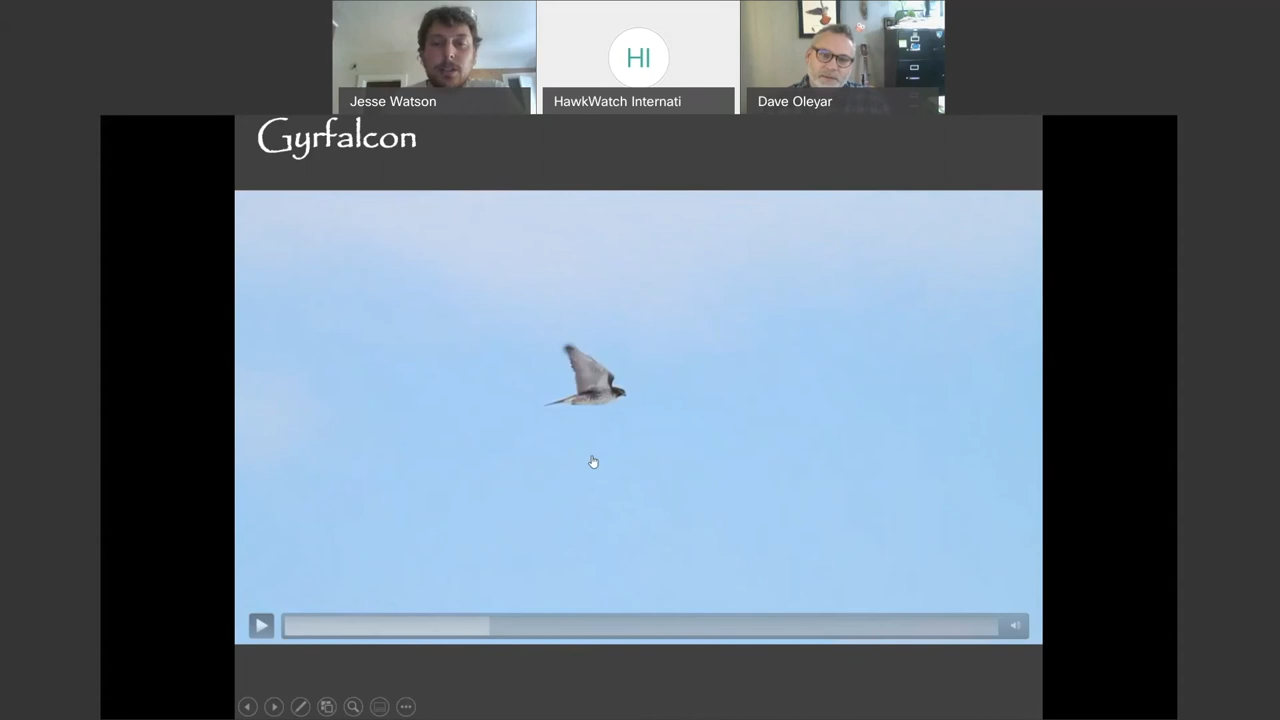 HI
Jesse Watson
HawkWatch Internati
Dave Oleyar
Gyrfalcon